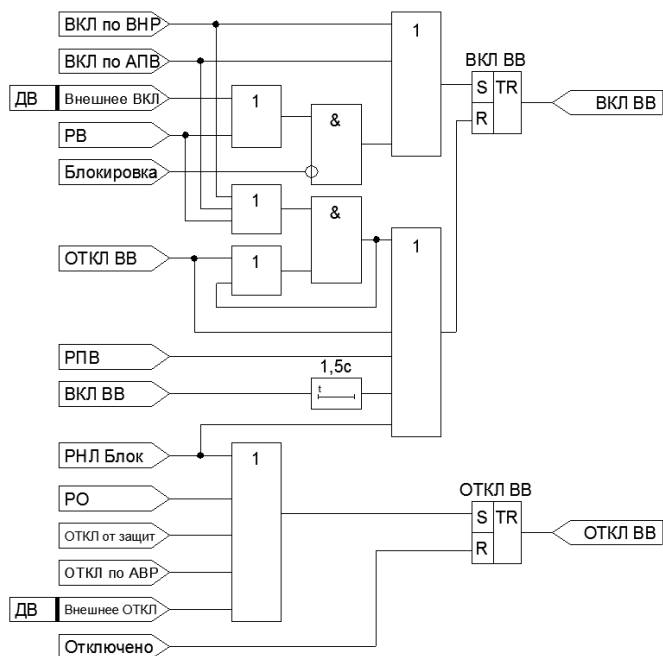 ВКЛ по ВНР
1
ВКЛ ВВ
ВКЛ по АПВ
S TR
ВКЛ ВВ
R
ДВ Внешнее ВКЛ
1
&
РВ
Блокировка
1
&
ОТКЛ ВВ
1
1
РПВ
1,5с
ВКЛ ВВ
t
РНЛ Блок
1
ОТКЛ ВВ
РО
S TR
ОТКЛ ВВ
ОТКЛ от защит
R
ОТКЛ по АВР
ДВ Внешнее ОТКЛ
Отключено